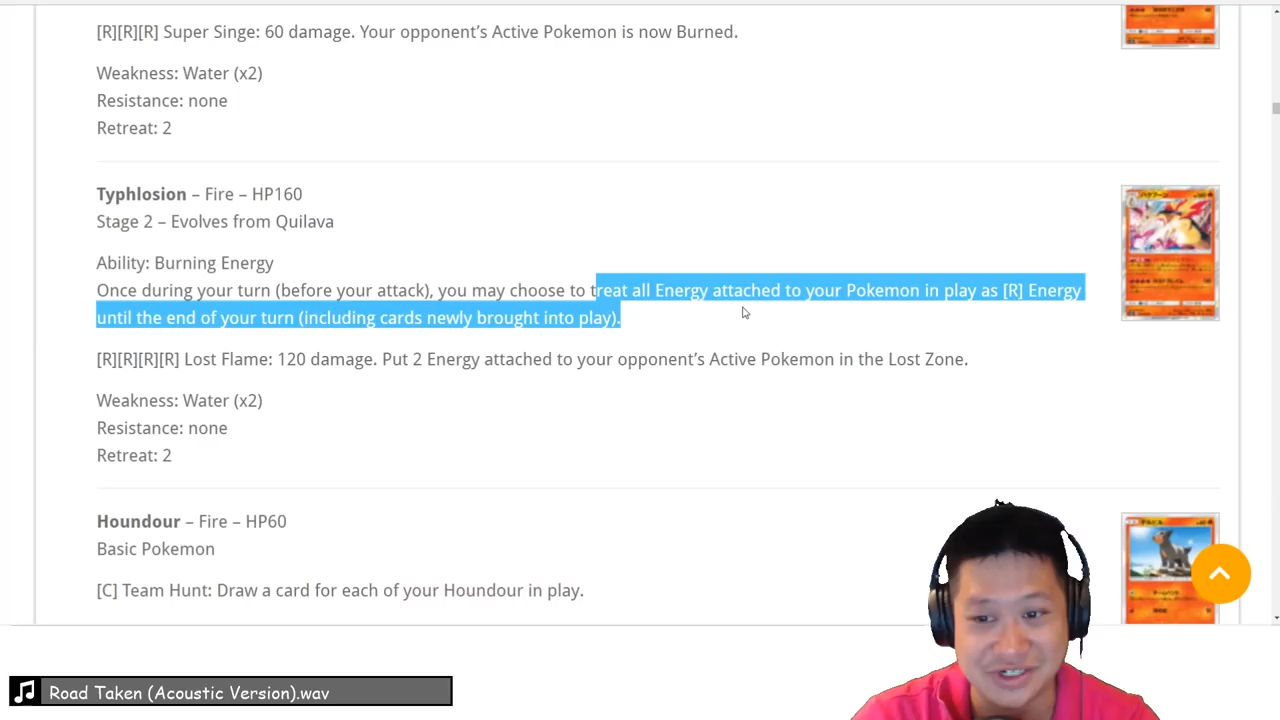 [R][R][R] Super Singe: 60 damage. Your opponent’s Active Pokemon is now Burned.
Weakness: Water (x2)
Resistance: none
Retreat: 2
Typhlosion – Fire – HP160
Stage 2 – Evolves from Quilava
Ability: Burning Energy
Once during your turn (before your attack), you may choose to treat all Energy attached to your Pokemon in play as [R] Energy
until the end of your turn (including cards newly brought into play).
[R][R][R][R] Lost Flame: 120 damage. Put 2 Energy attached to your opponent’s Active Pokemon in the Lost Zone.
Weakness: Water (x2)
Resistance: none
Retreat: 2
Houndour – Fire – HP60
Basic Pokemon
[C] Team Hunt: Draw a card for each of your Houndour in play.
Road Taken (Acoustic Version).wav